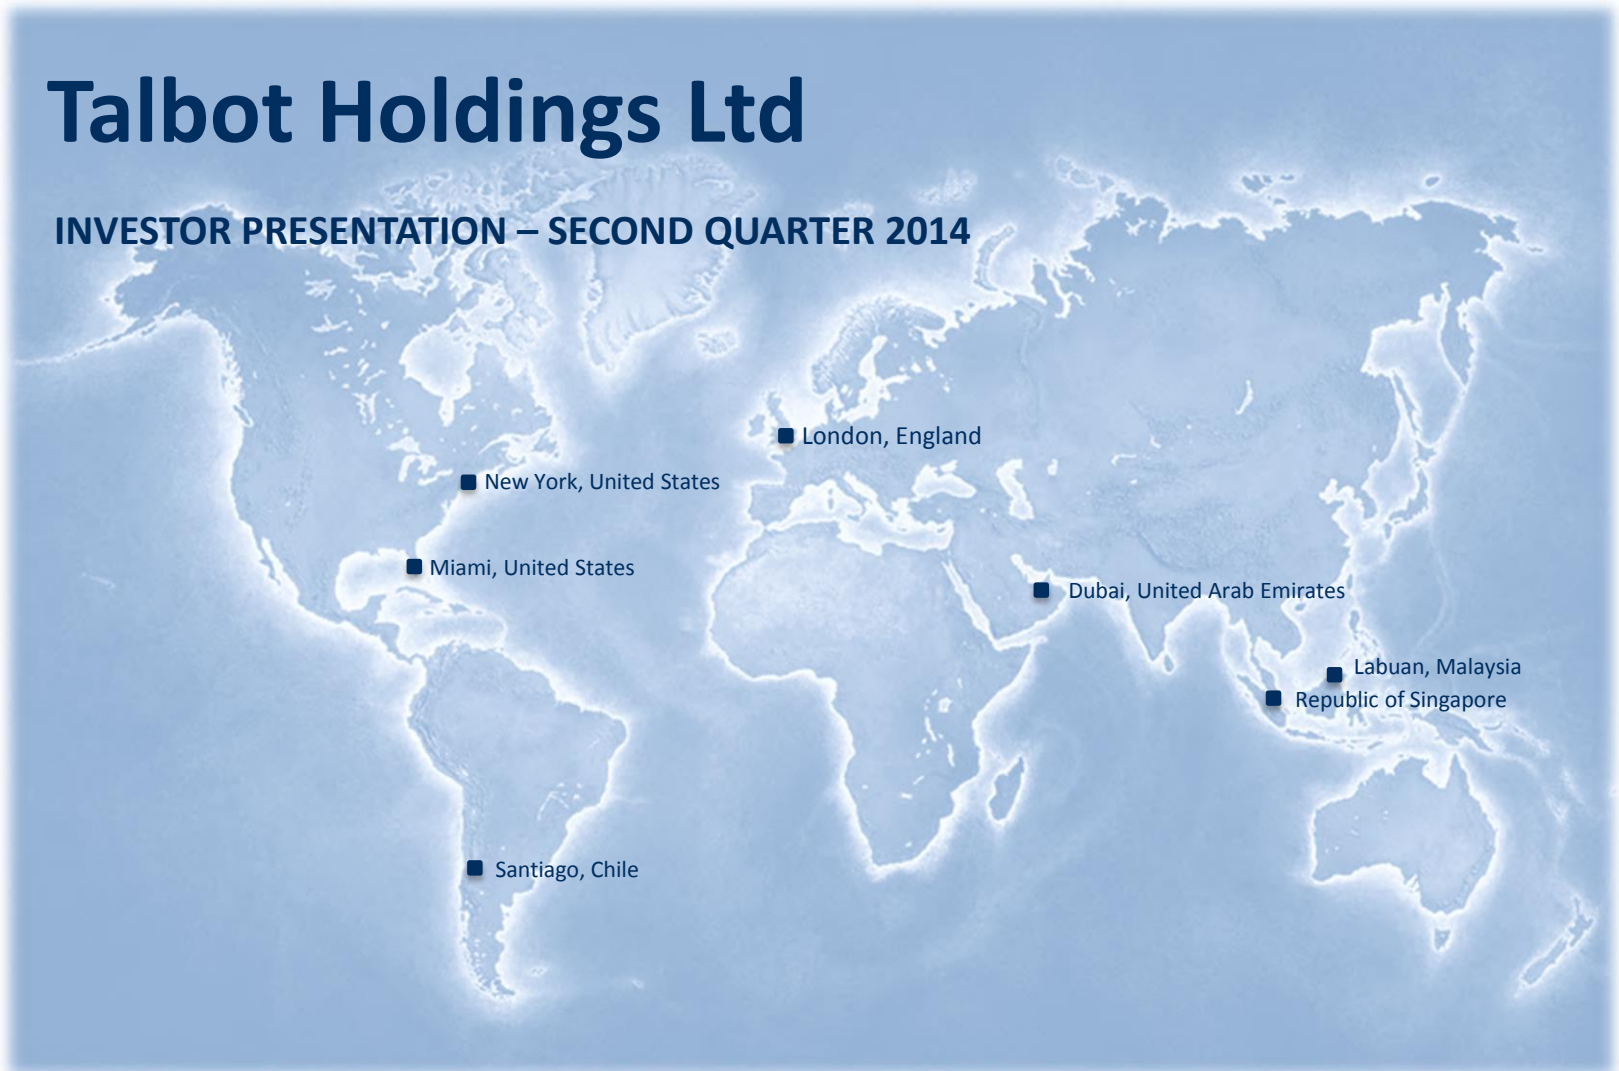 Talbot Holdings Ltd
INVESTOR PRESENTATION – SECOND QUARTER 2014
London, England
New York, United States
Miami, United States
Dubai, United Arab Emirates
Labuan, Malaysia
Republic of Singapore
Santiago, Chile